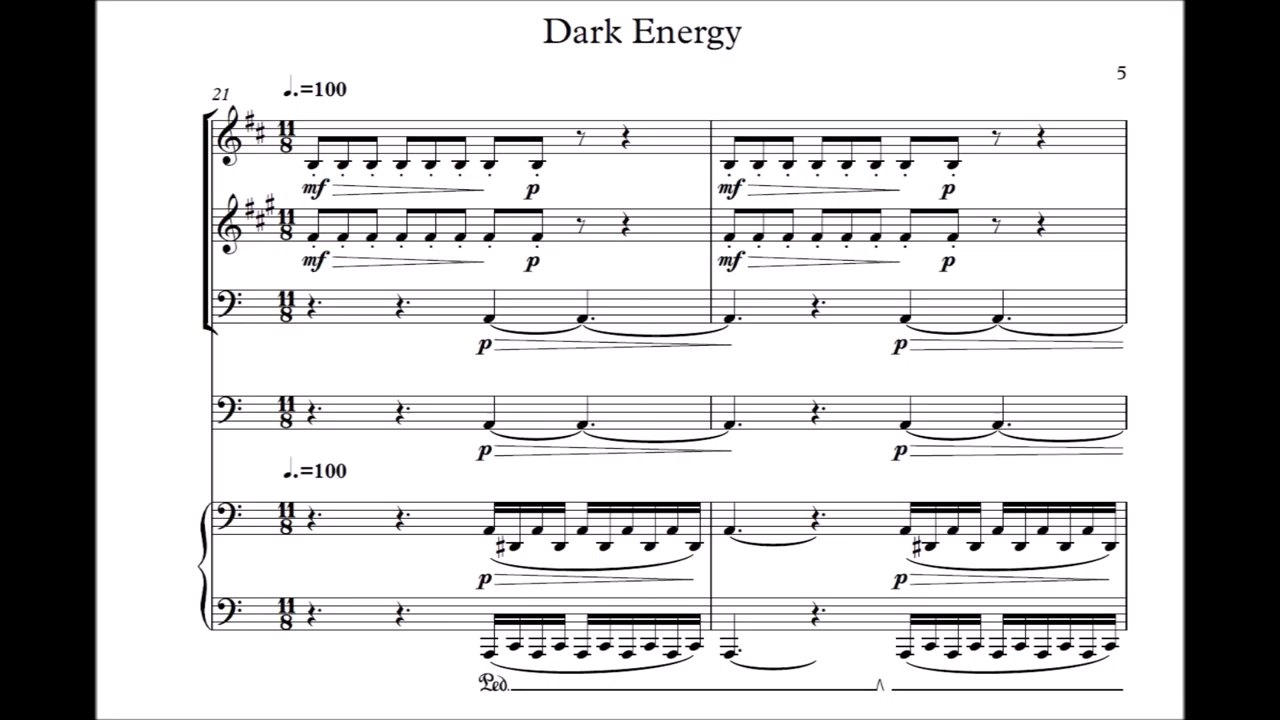 Dark Energy
5
21
♩.=100
11 8
mf p mf p
11 8
mf p mf p
11 8
p p
11 8
p p
♩.=100
11 8
p p
11 8
Ped.